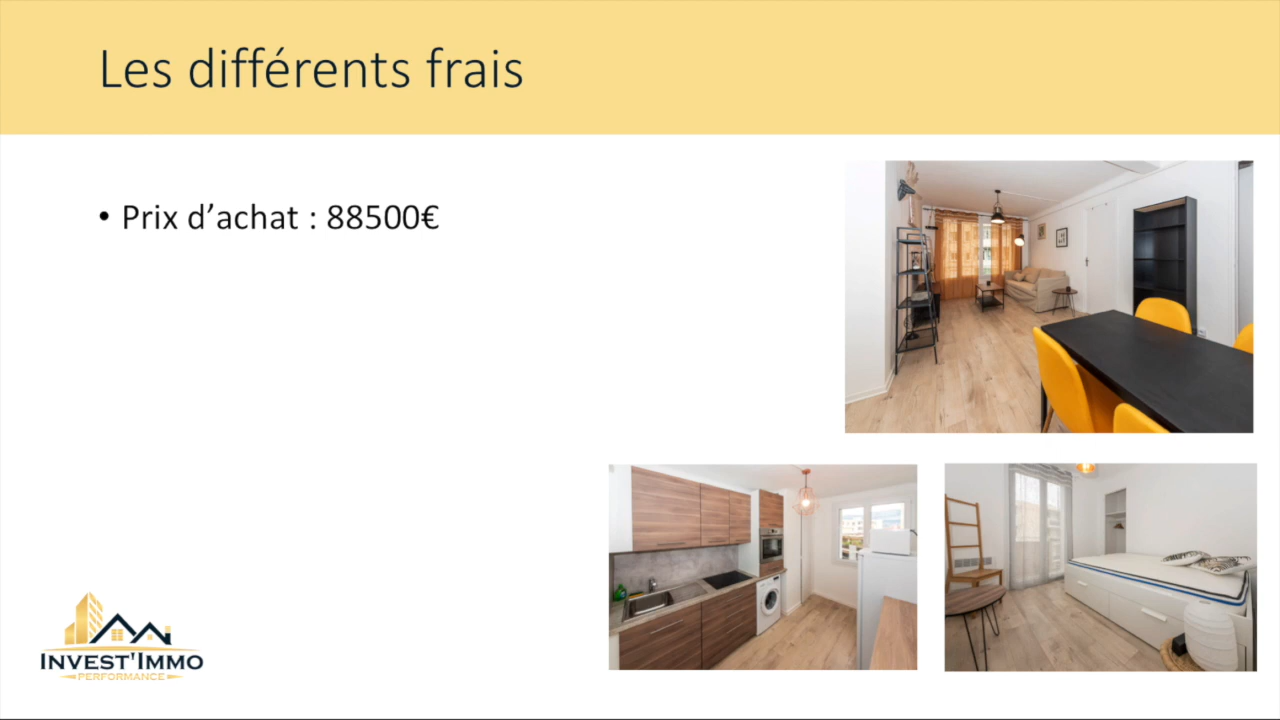 Les différents frais
• Prix d’achat : 88500€
INVEST'IMMO
PERFORMANCE